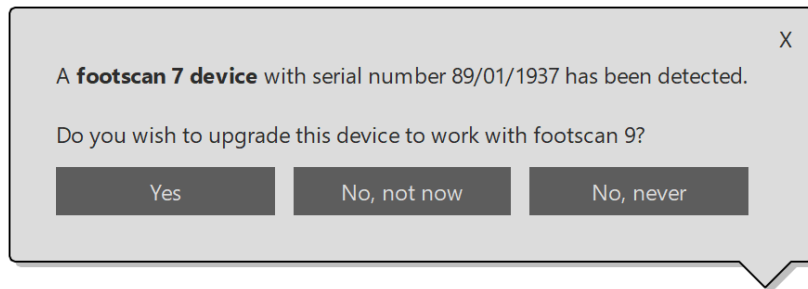 X
A footscan 7 device with serial number 89/01/1937 has been detected.
Do you wish to upgrade this device to work with footscan 9?
Yes
No, not now
No, never